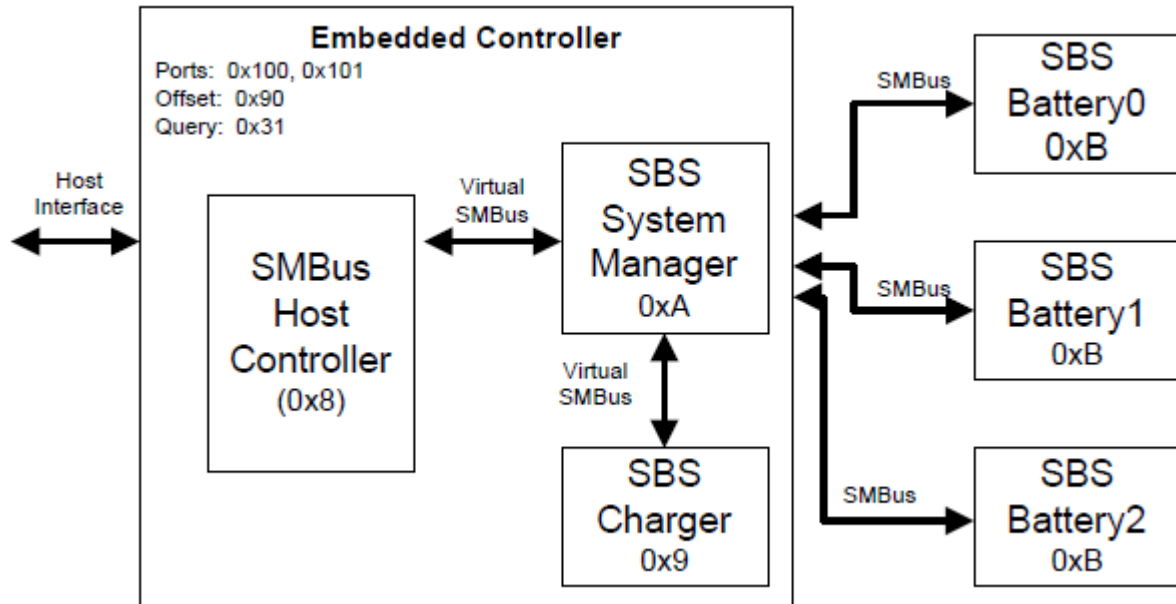 Embedded Controller
Ports: 0x100, 0x101
Offset: 0x90
Query: 0x31
Host
Interface
SMBus
Host
Controller
(0x8)
Virtual
SMBus
SBS
System
Manager
0xA
Virtual
SMBus
SBS
Charger
0x9
SMBus
SBS
Battery0
0xB
SMBus
SBS
Battery1
0xB
SMBus
SBS
Battery2
0xB